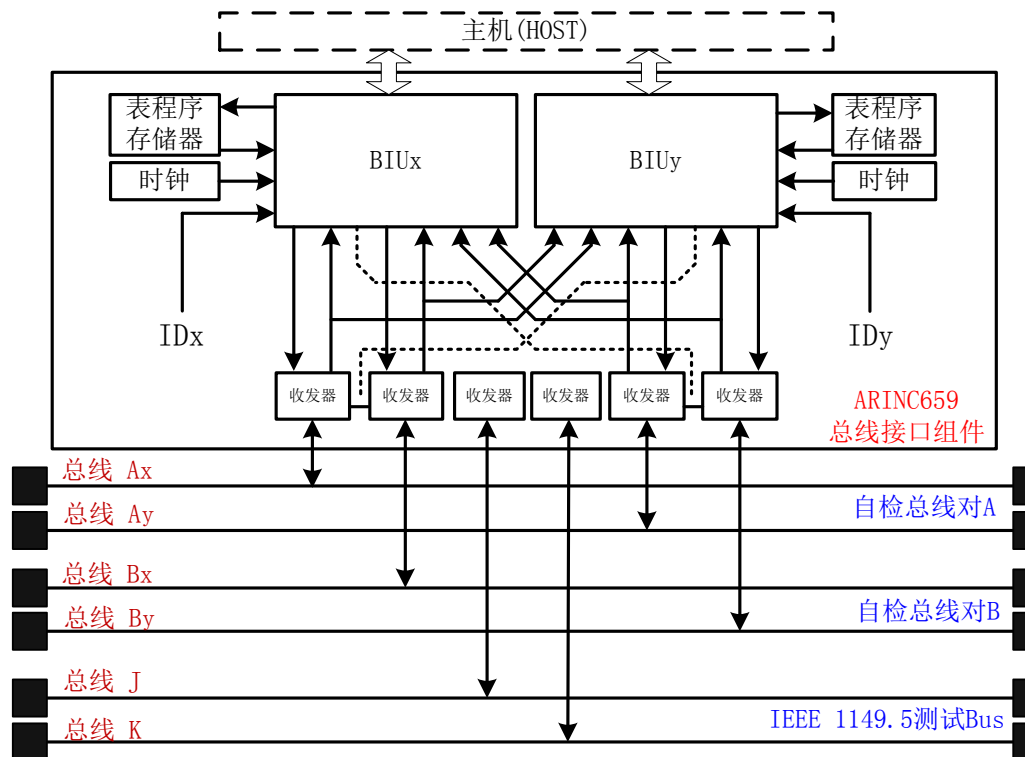 主机(HOST)
表程序
存储器
时钟
BIUx
BIUy
表程序
存储器
时钟
IDx
IDy
收发器
收发器
收发器
收发器
收发器
收发器
ARINC659
总线接口组件
总线 Ax
自检总线对A
总线 Ay
总线 Bx
自检总线对B
总线 By
总线 J
IEEE 1149.5测试Bus
总线 K